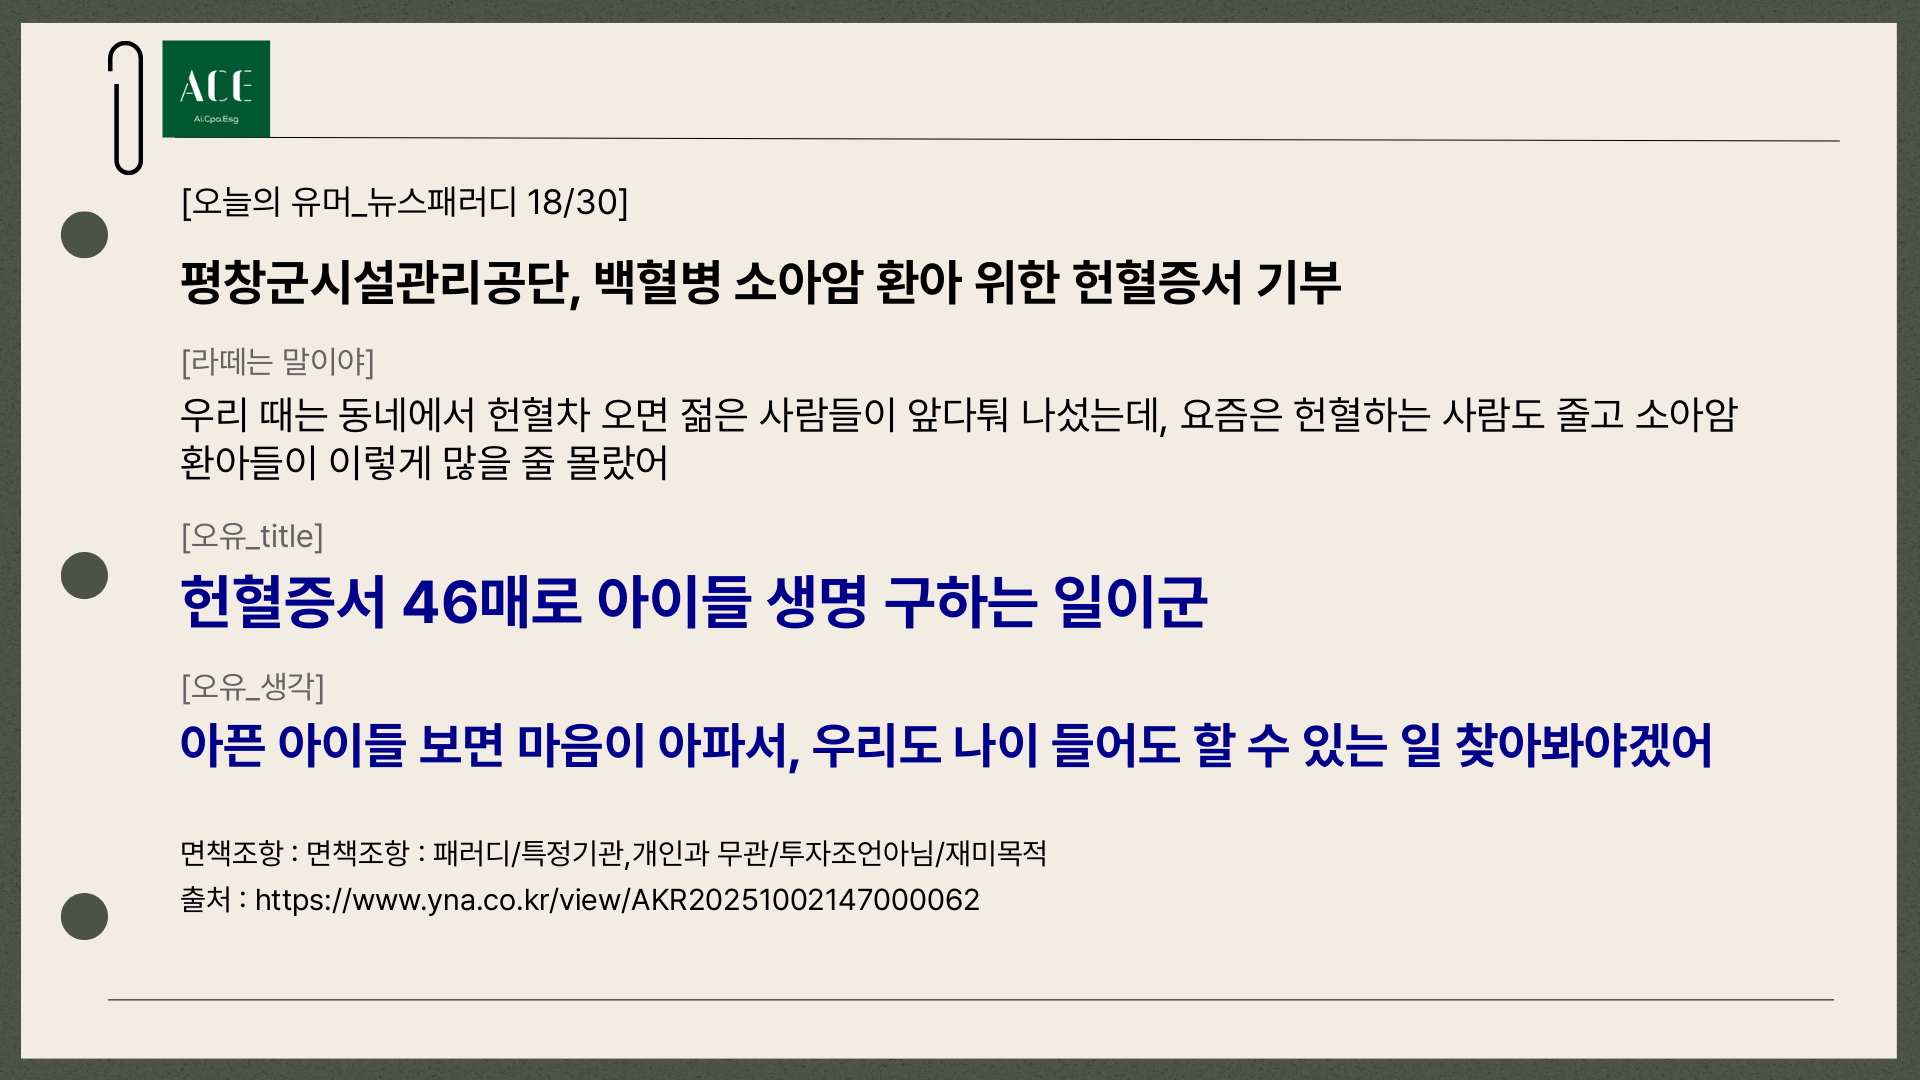 ACE
Ai.Cpa.Esg
[오늘의 유머_뉴스패러디 18/30]
평창군시설관리공단, 백혈병 소아암 환아 위한 헌혈증서 기부
[라떼는 말이야]
우리 때는 동네에서 헌혈차 오면 젊은 사람들이 앞다퉈 나섰는데, 요즘은 헌혈하는 사람도 줄고 소아암
환아들이 이렇게 많을 줄 몰랐어
[오유_title]
헌혈증서 46매로 아이들 생명 구하는 일이군
[오유_생각]
아픈 아이들 보면 마음이 아파서, 우리도 나이 들어도 할 수 있는 일 찾아봐야겠어
면책조항 : 면책조항 : 패러디/특정기관,개인과 무관/투자조언아님/재미목적
출처 : https://www.yna.co.kr/view/AKR20251002147000062